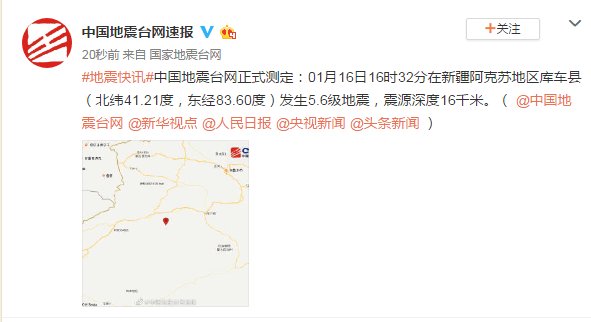 中国地震台网速报
+关注
20秒前 来自 国家地震台网
#地震快讯#中国地震台网正式测定：01月16日16时32分在新疆阿克苏地区库车县
（北纬41.21度，东经83.60度）发生5.6级地震，震源深度16千米。（ @中国地
震台网 @新华视点 @人民日报 @央视新闻 @头条新闻 ）